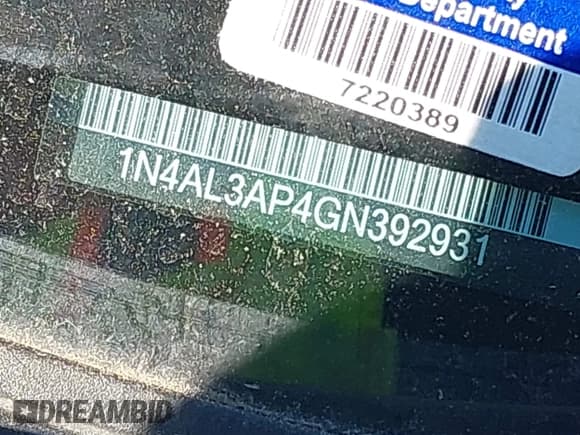 Department
7220389
1N4AL3AP4GN392931
DREAMBID